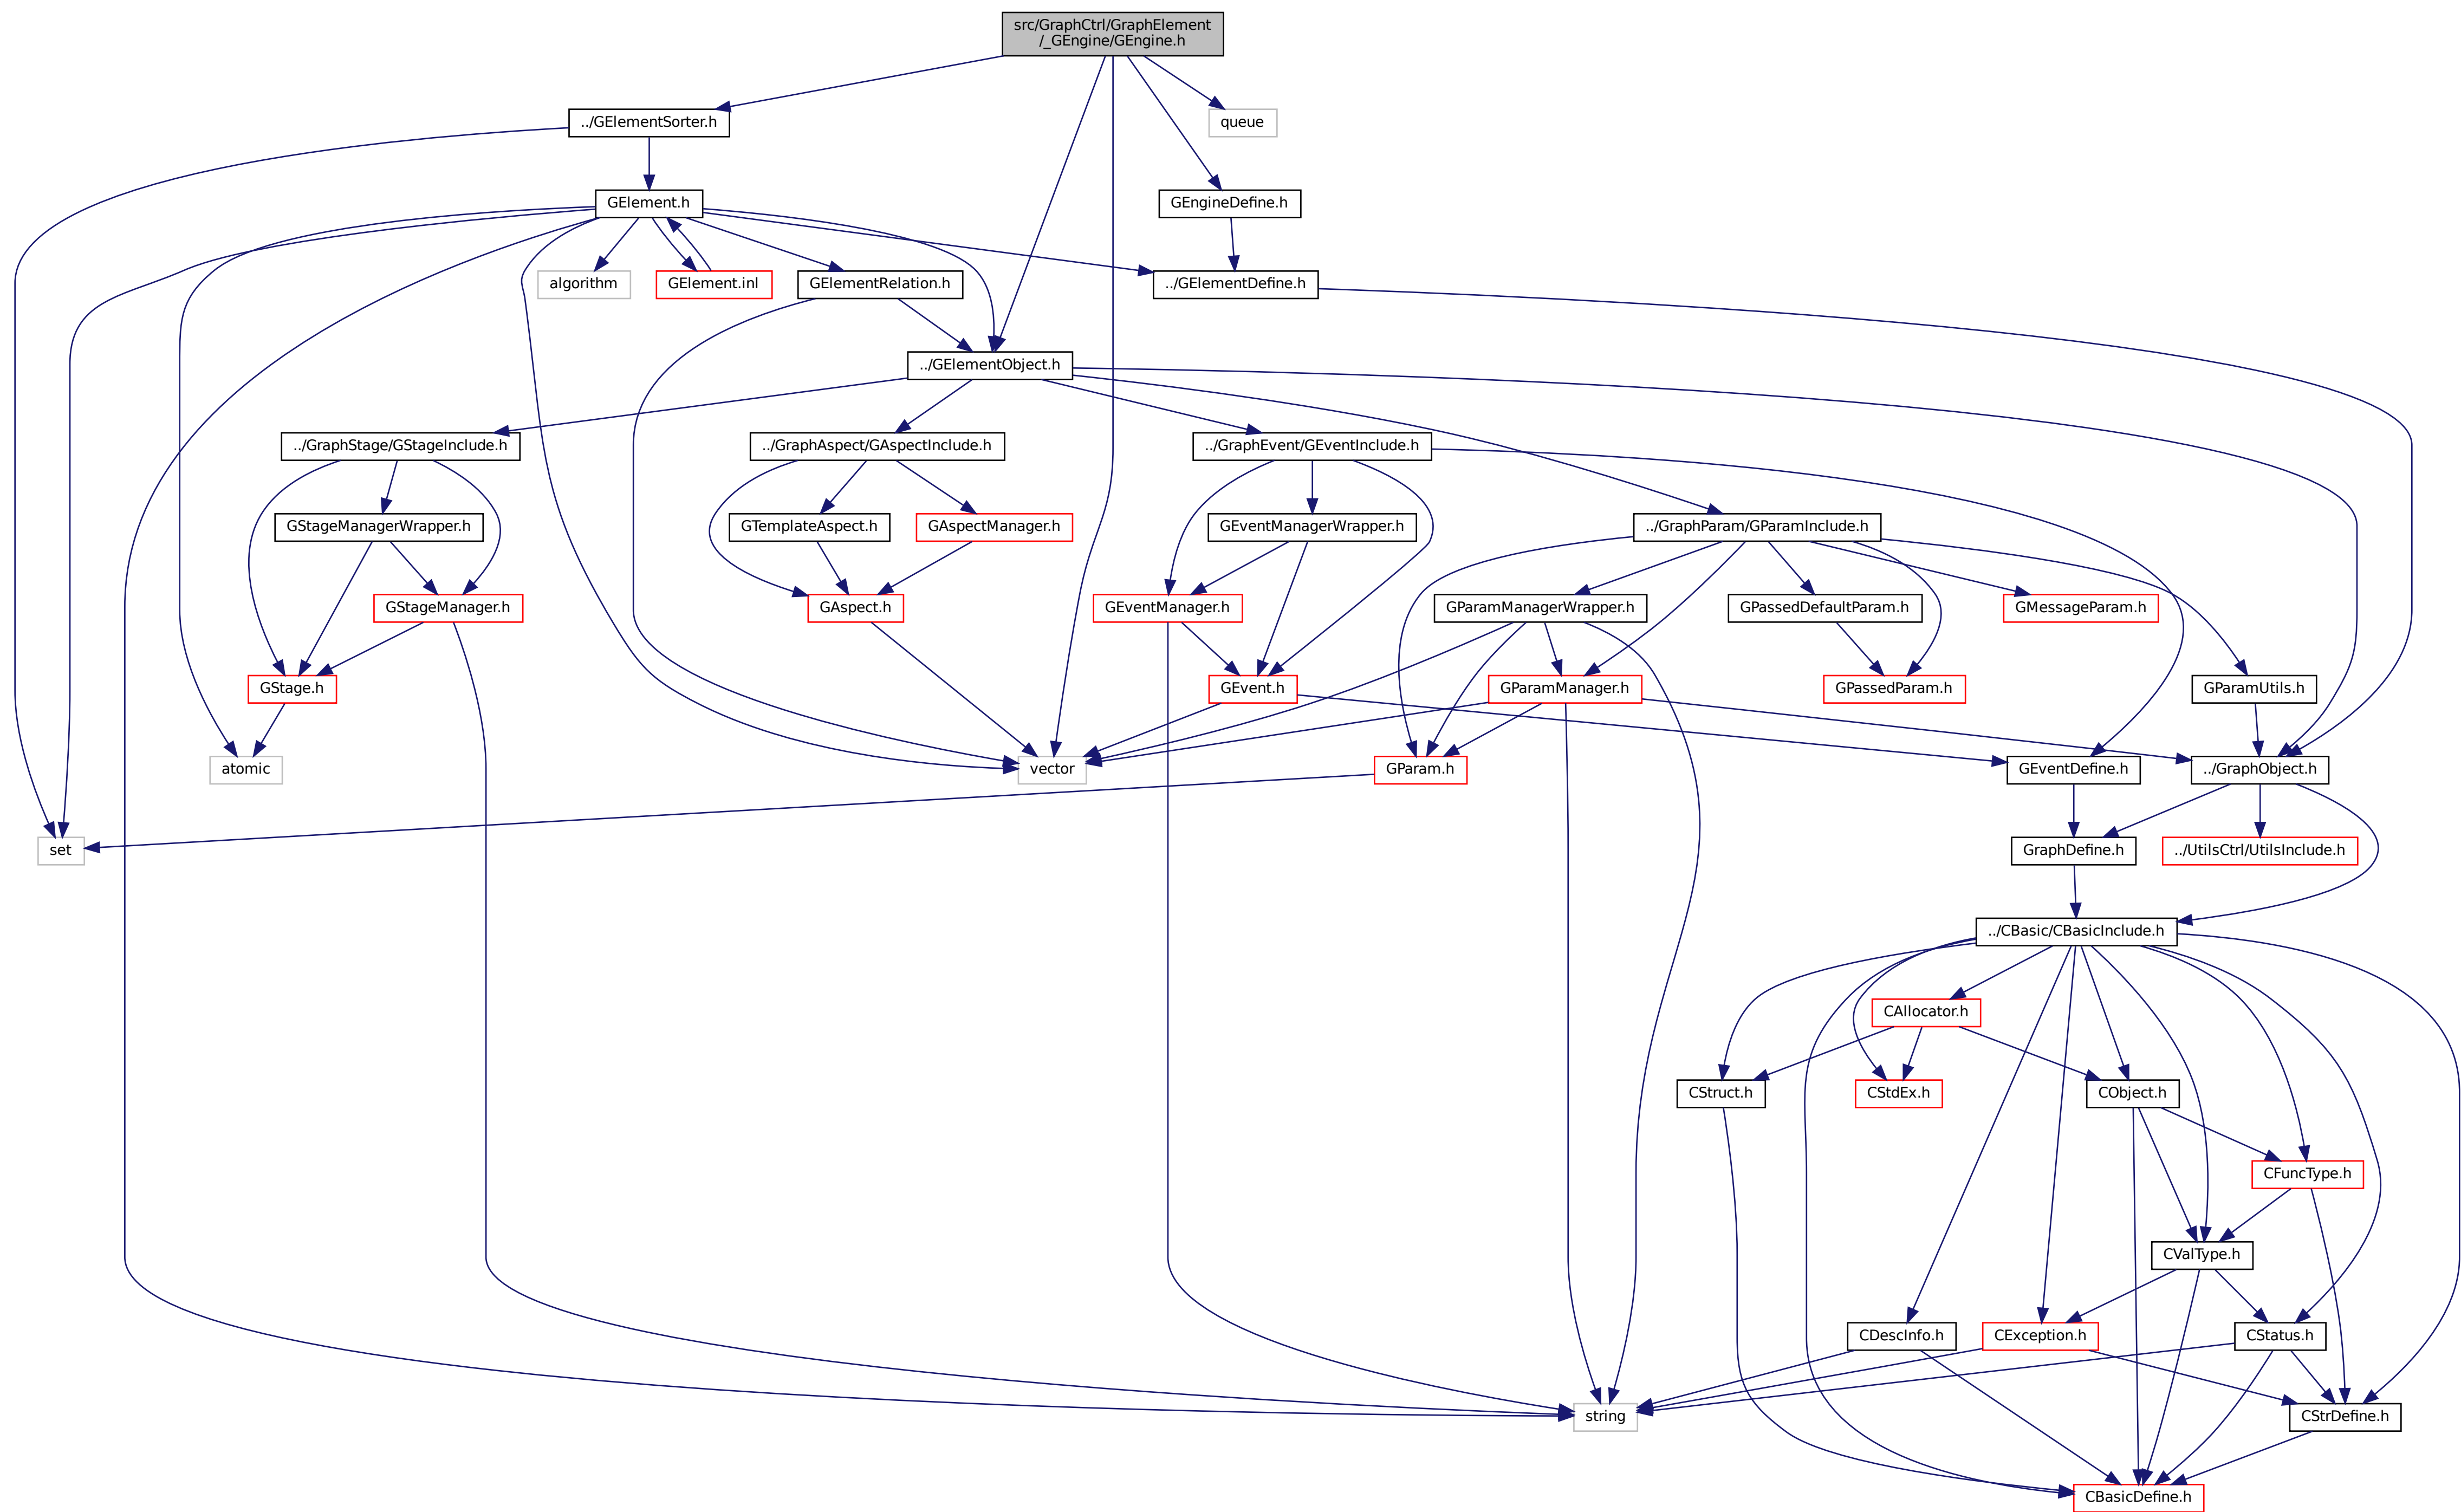 src/GraphCtrl/GraphElement
/_GEngine/GEngine.h
../GElementSorter.h
queue
GElement.h
GEngineDefine.h
algorithm
GElement.inl
GElementRelation.h
../GElementDefine.h
../GElementObject.h
../GraphStage/GStageInclude.h
../GraphAspect/GAspectInclude.h
../GraphEvent/GEventInclude.h
GStageManagerWrapper.h
GTemplateAspect.h
GAspectManager.h
GEventManagerWrapper.h
../GraphParam/GParamInclude.h
GStageManager.h
GAspect.h
GEventManager.h
GParamManagerWrapper.h
GPassedDefaultParam.h
GMessageParam.h
GStage.h
GEvent.h
GParamManager.h
GPassedParam.h
GParamUtils.h
atomic
vector
GParam.h
GEventDefine.h
../GraphObject.h
set
GraphDefine.h
../UtilsCtrl/UtilsInclude.h
../CBasic/CBasicInclude.h
CAllocator.h
CStruct.h
CStdEx.h
CObject.h
CFuncType.h
CValType.h
CDescInfo.h
CException.h
CStatus.h
string
CStrDefine.h
CBasicDefine.h